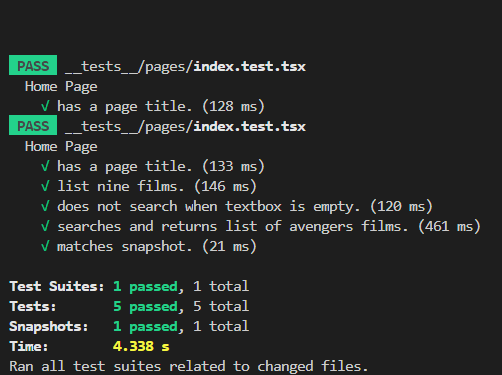 PASS __tests__/pages/index.test.tsx
Home Page
√ has a page title. (128 ms)
PASS __tests__/pages/index.test.tsx
Home Page
√ has a page title. (133 ms)
√ list nine films. (146 ms)
√ does not search when textbox is empty. (120 ms)
√ searches and returns list of avengers films. (461 ms)
√ matches snapshot. (21 ms)
Test Suites: 1 passed, 1 total
Tests: 5 passed, 5 total
Snapshots: 1 passed, 1 total
Time: 4.338 s
Ran all test suites related to changed files.